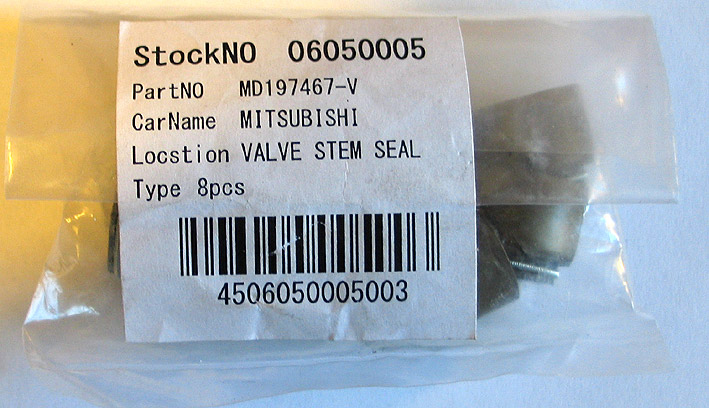 StockNO 06050005
PartNO MD197467-V
CarName MITSUBISHI
Locstion VALVE STEM SEAL
Type 8pcs
4506050005003